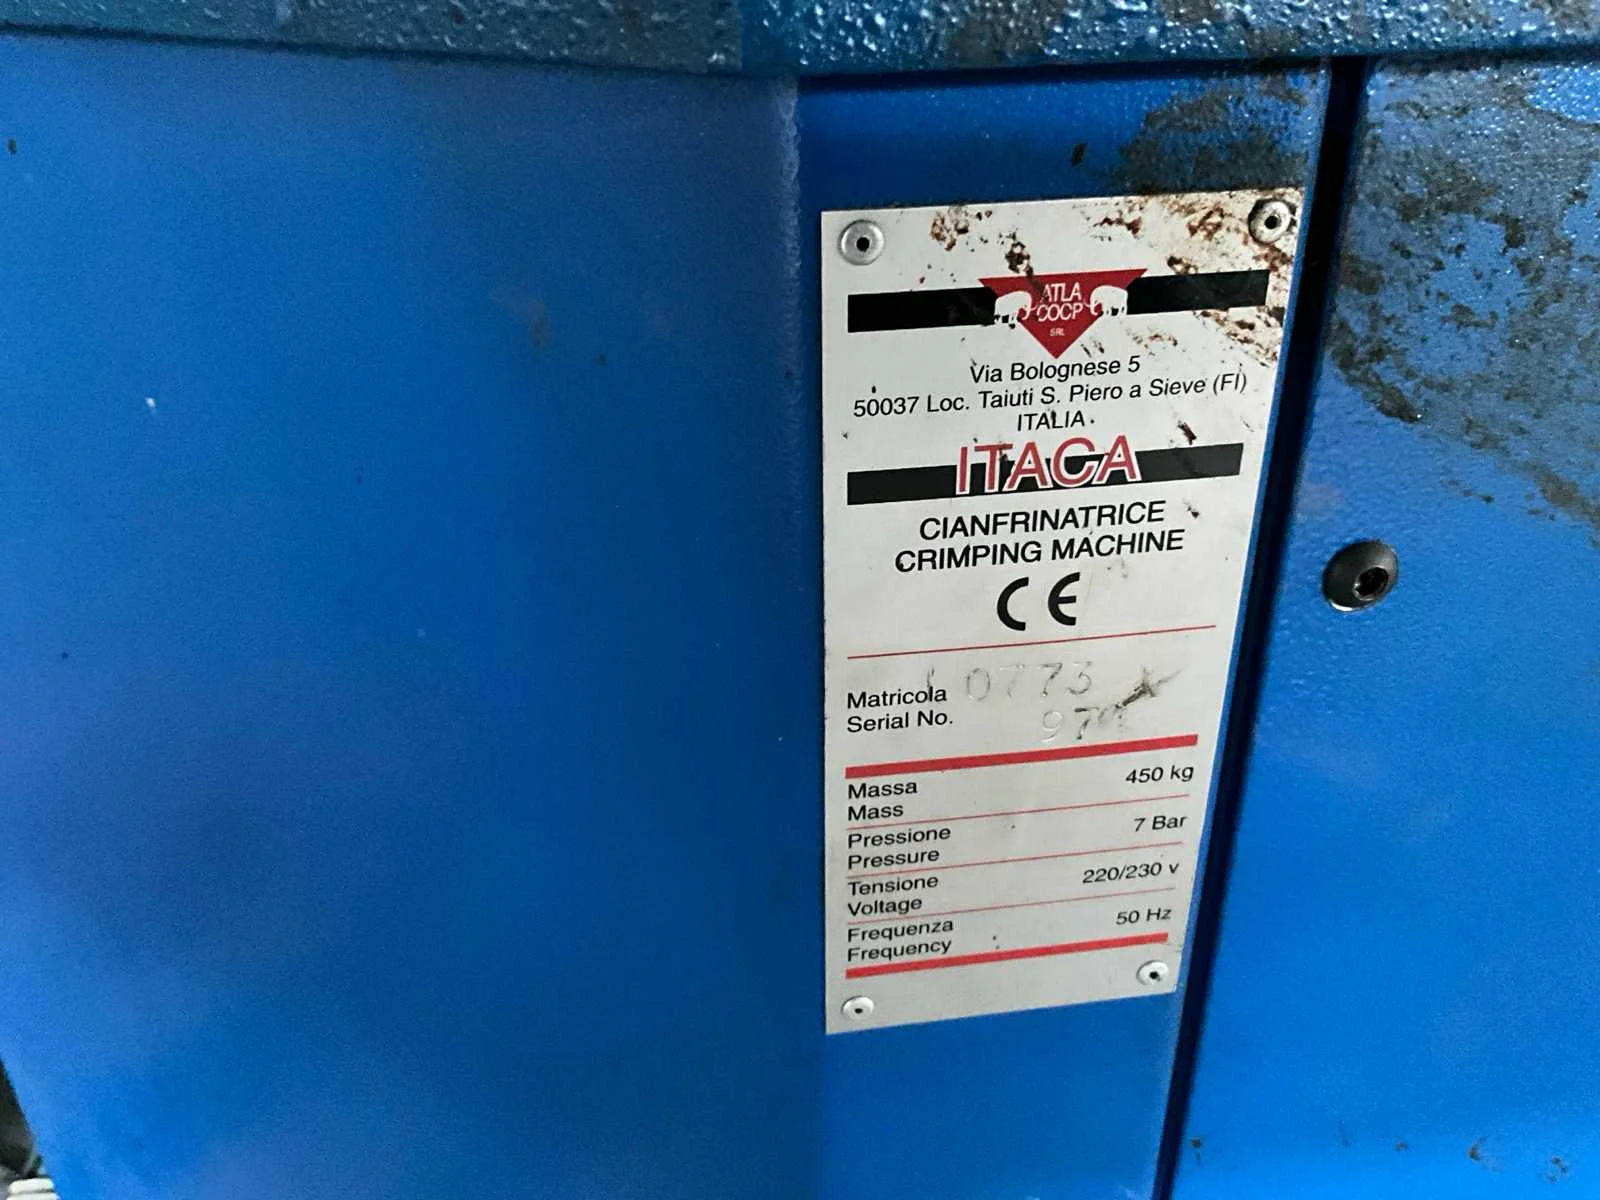 ATLA
COOP
SRL
Via Bolognese 5
50037 Loc. Taiuti S. Piero a Sieve (FI)
ITALIA
ITACA
CIANFRINATRICE
CRIMPING MACHINE
CE
Matricola 0773
Serial No.
Massa 450 kg
Mass
Pressione 7 Bar
Pressure
Tensione 220/230 v
Voltage
Frequenza 50 Hz
Frequency